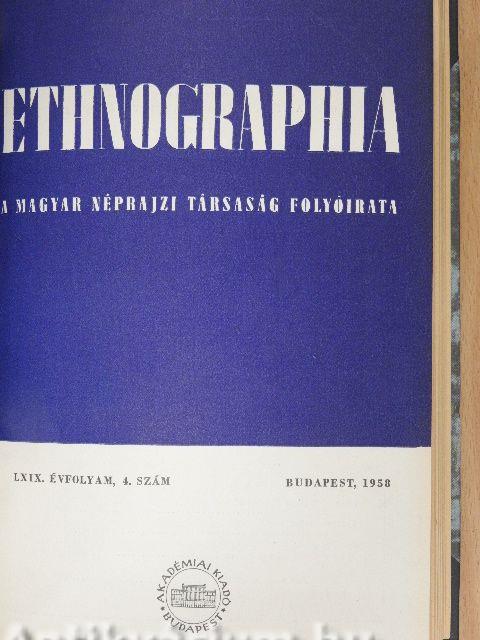 ETHNOGRAPHIA
A MAGYAR NÉPRAJZI TÁRSASÁG FOLYÓIRATA
LXIX. ÉVFOLYAM, 4. SZÁM
BUDAPEST, 1958
AKADÉMIAI KIADÓ
BUDAPEST